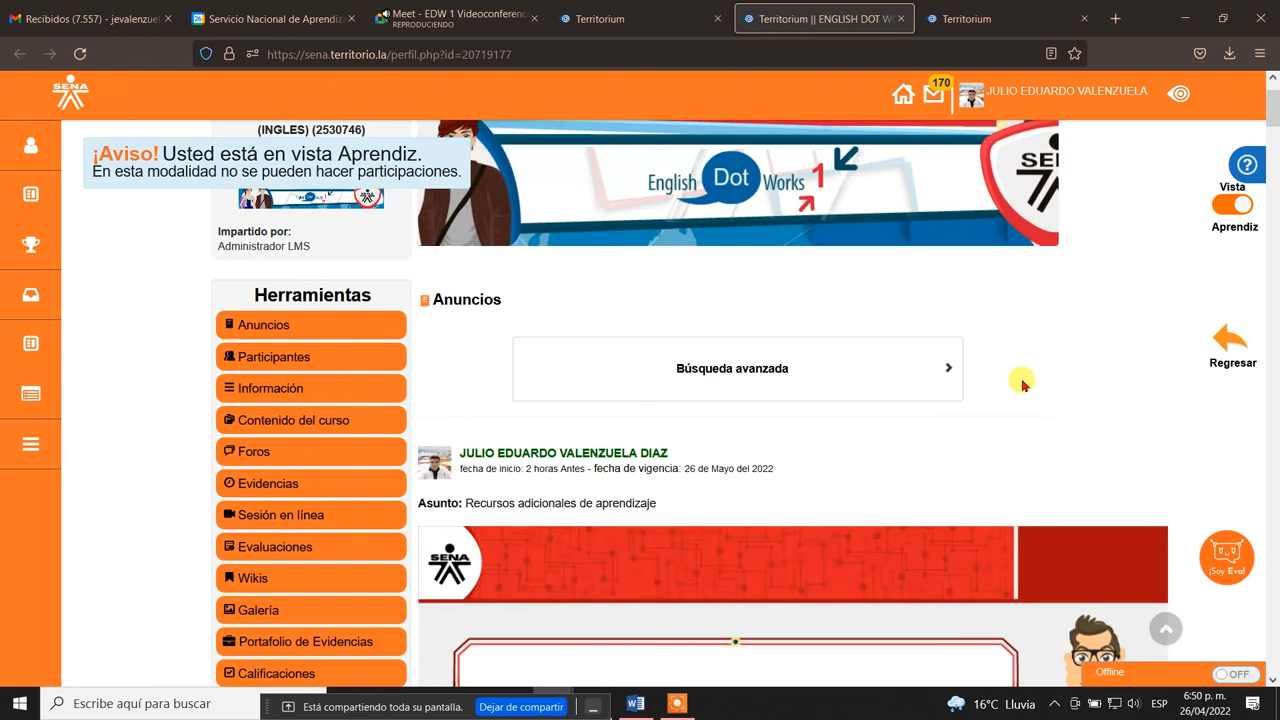 Recibidos (7.557) - jevalenzuel
Servicio Nacional de Aprendiza
Meet - EDW 1 Videoconferenc
REPRODUCIENDO
Territorium
Territorium || ENGLISH DOT WO
Territorium
https://sena.territorio.la/perfil.php?id=20719177
SENA
170
JULIO EDUARDO VALENZUELA
(INGLES) (2530746)
¡Aviso! Usted está en vista Aprendiz.
En esta modalidad no se pueden hacer participaciones.
English Dot Works 1
SE
Vista
Aprendiz
Impartido por:
Administrador LMS
Herramientas
Anuncios
Participantes
Información
Contenido del curso
Foros
Evidencias
Sesión en línea
Evaluaciones
Wikis
Galería
Portafolio de Evidencias
Calificaciones
Anuncios
Búsqueda avanzada
Regresar
JULIO EDUARDO VALENZUELA DIAZ
fecha de inicio: 2 horas Antes - fecha de vigencia: 26 de Mayo del 2022
Asunto: Recursos adicionales de aprendizaje
SENA
¡Soy Eva!
Offline
OFF
Escribe aquí para buscar
Está compartiendo toda su pantalla.
Dejar de compartir
16°C Lluvia
ESP
6:50 p. m.
26/04/2022